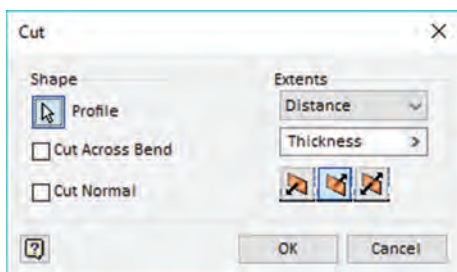 Cut
Shape
Profile
Cut Across Bend
Cut Normal
Extents
Distance
Thickness >
?
OK
Cancel